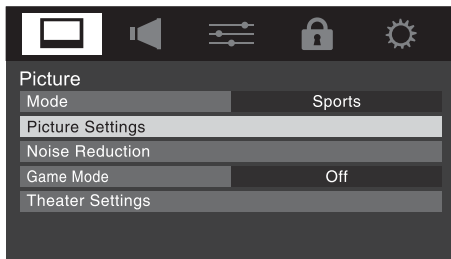 Picture
Mode Sports
Picture Settings
Noise Reduction
Game Mode Off
Theater Settings